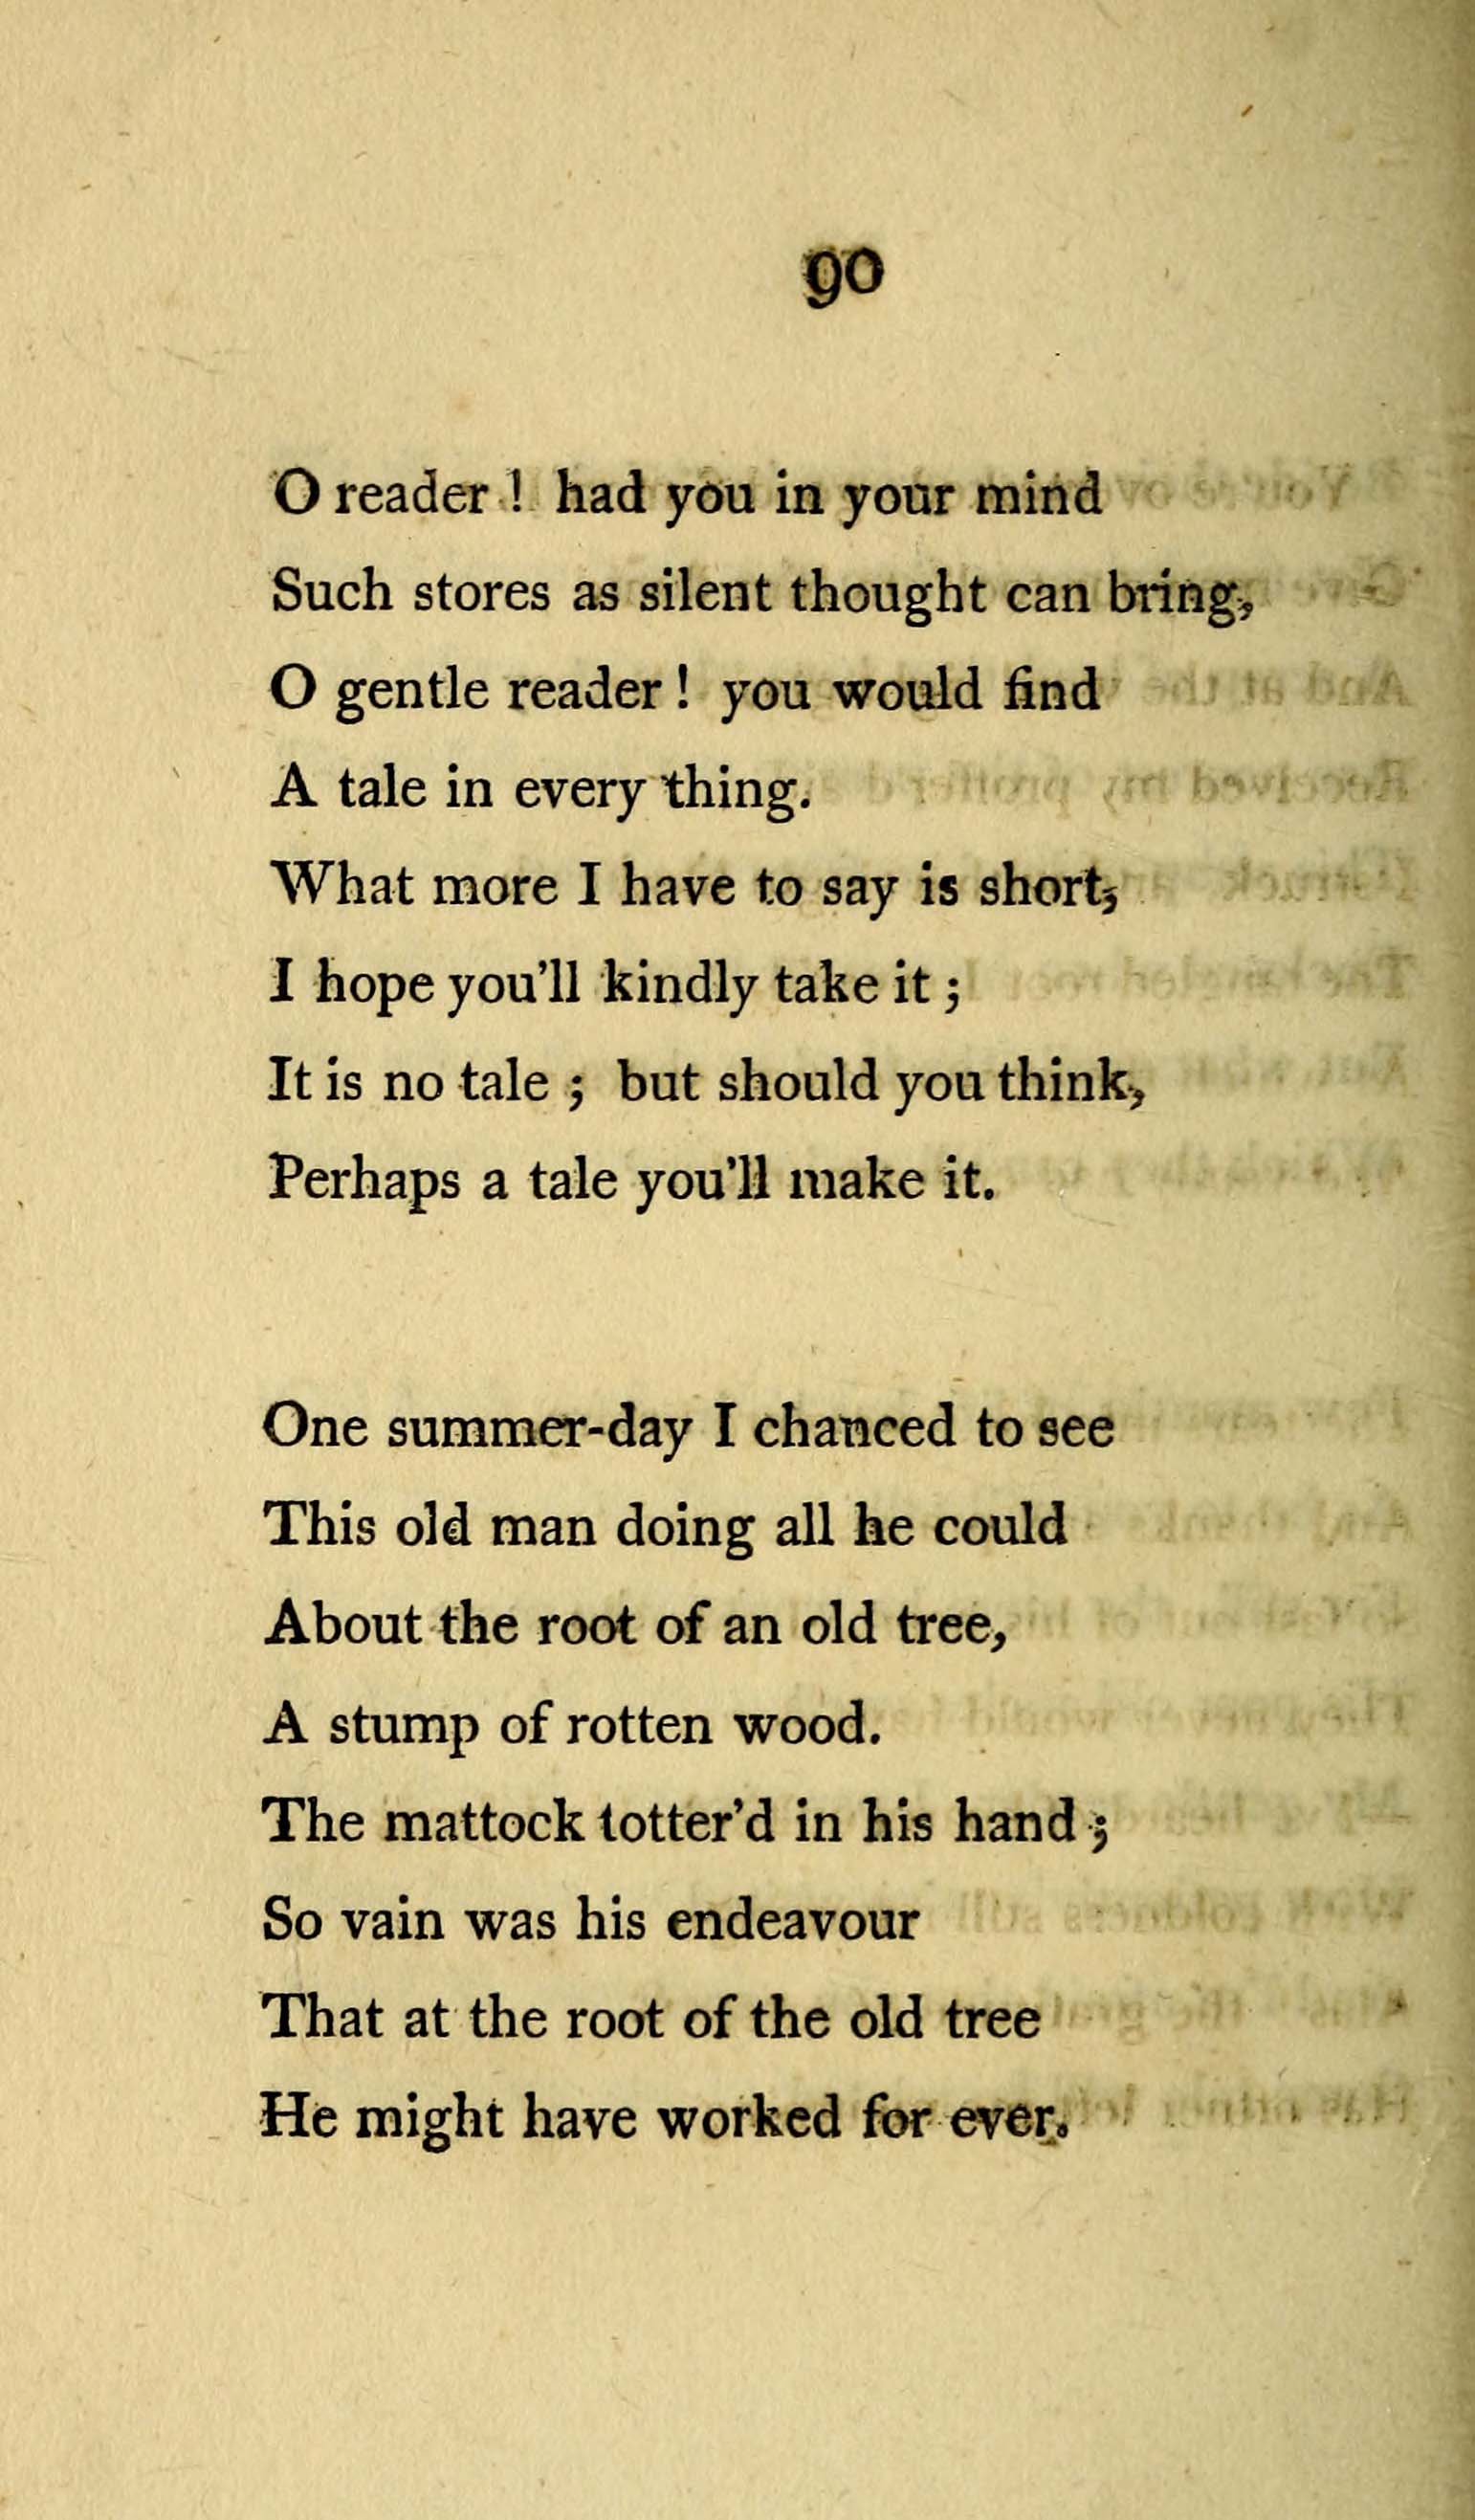 90
O reader ! had you in your mind
Such stores as silent thought can bring,
O gentle reader ! you would find
A tale in every thing.
What more I have to say is short,
I hope you'll kindly take it ;
It is no tale ; but should you think,
Perhaps a tale you'll make it.
One summer-day I chanced to see
This old man doing all he could
About the root of an old tree,
A stump of rotten wood.
The mattock totter'd in his hand ;
So vain was his endeavour
That at the root of the old tree
He might have worked for ever.